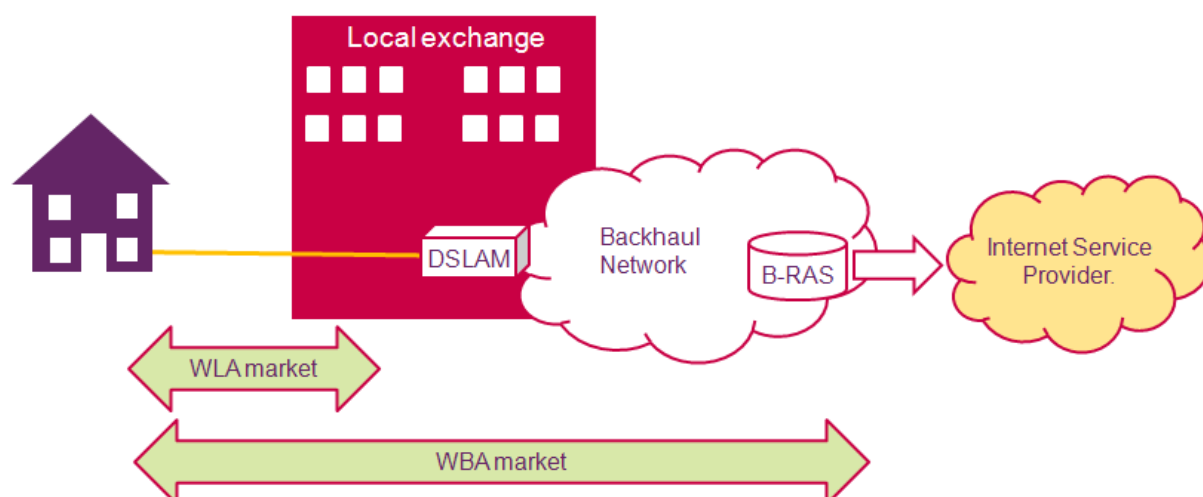 Local exchange
DSLAM
Backhaul
Network
B-RAS
Internet Service
Provider.
WLA market
WBA market